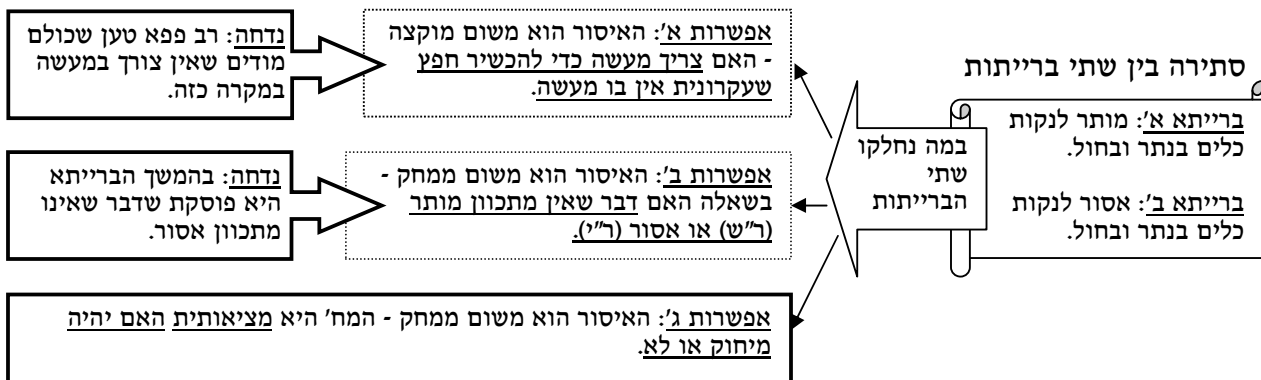 סתירה בין שתי ברייתות
ברייתא א': מותר לנקות
כלים בנתר ובחול.
ברייתא ב': אסור לנקות
כלים בנתר ובחול.
במה נחלקו
שתי
הברייתות
אפשרות א': האיסור הוא משום מוקצה
- האם צריך מעשה כדי להכשיר חפץ
שעקרונית אין בו מעשה.
נדחה: רב פפא טען שכולם
מודים שאין צורך במעשה
במקרה כזה.
אפשרות ב': האיסור הוא משום ממחק -
בשאלה האם דבר שאין מתכוון מותר
(ר"ש) או אסור (ר"י).
נדחה: בהמשך הברייתא
היא פוסקת שדבר שאינו
מתכוון אסור.
אפשרות ג': האיסור הוא משום ממחק - המח' היא מציאותית האם יהיה
מיחוק או לא.